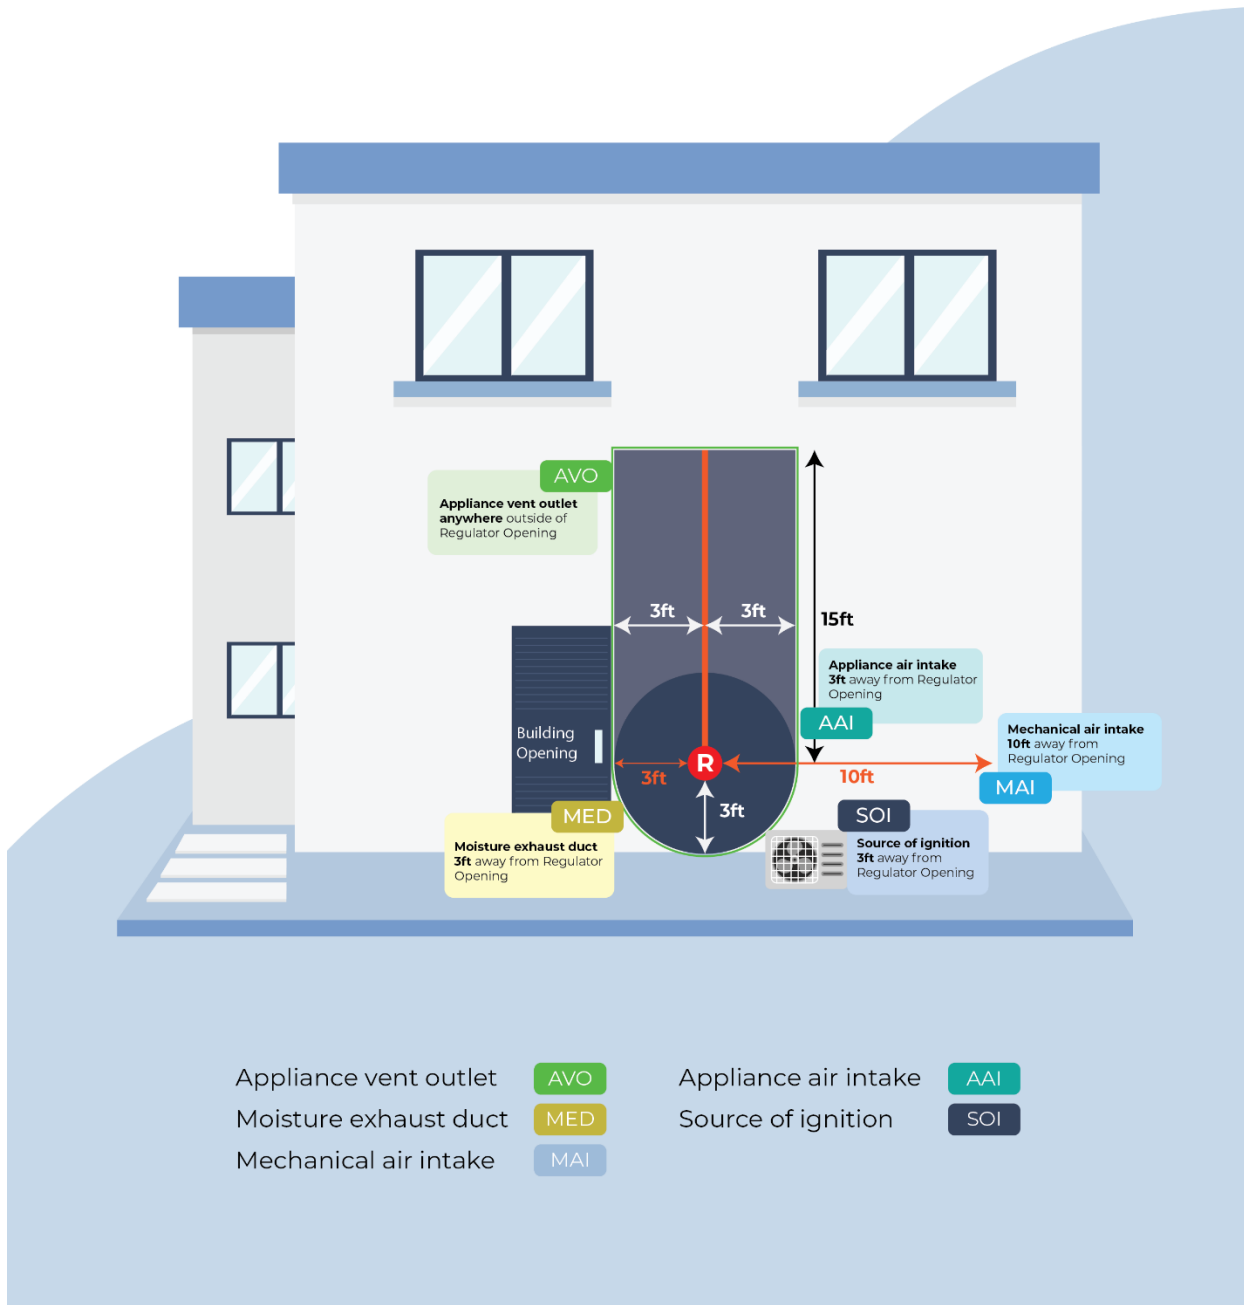 AVO
Appliance vent outlet
anywhere outside of
Regulator Opening
3ft
3ft
15ft
Appliance air intake
3ft away from Regulator
Opening
AAI
Building
Opening
R
3ft
10ft
Mechanical air intake
10ft away from
Regulator Opening
MAI
3ft
MED
Moisture exhaust duct
3ft away from Regulator
Opening
SOI
Source of ignition
3ft away from
Regulator Opening
Appliance vent outlet AVO
Moisture exhaust duct MED
Mechanical air intake MAI
Appliance air intake AAI
Source of ignition SOI